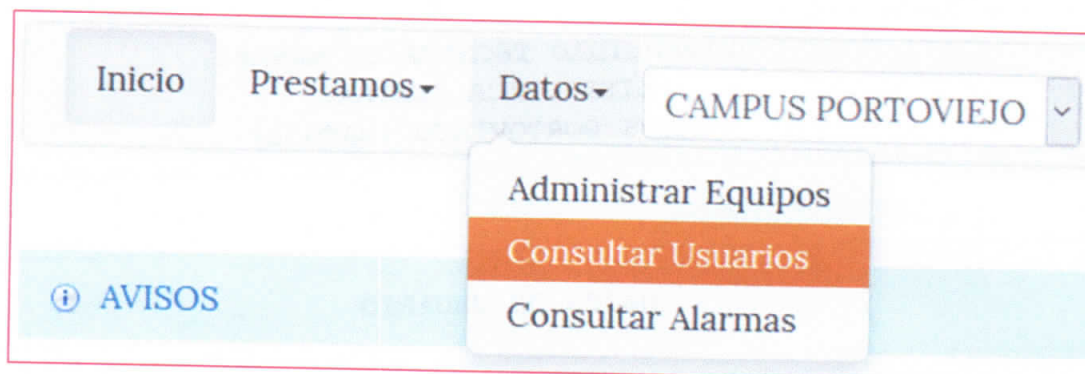 Inicio Prestamos Datos CAMPUS PORTOVIEJO
Administrar Equipos
Consultar Usuarios
AVISOS
Consultar Alarmas